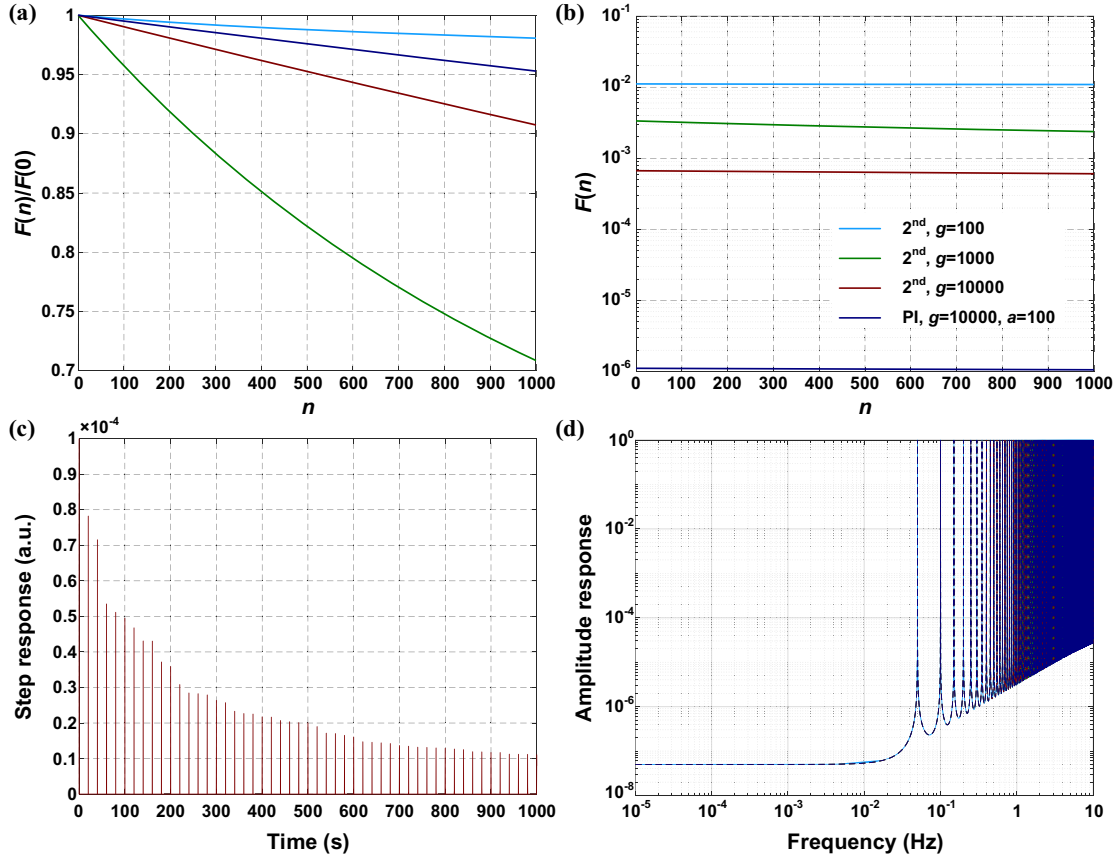 (a)
1
0.95
0.9
0.85
0.8
0.75
0.7
F(n)/F(0)
0 100 200 300 400 500 600 700 800 900 1000
n
(b)
10⁻¹
10⁻²
10⁻³
10⁻⁴
10⁻⁵
10⁻⁶
F(n)
2ⁿᵈ, g=100
2ⁿᵈ, g=1000
2ⁿᵈ, g=10000
PI, g=10000, a=100
0 100 200 300 400 500 600 700 800 900 1000
n
(c)
×10⁻⁴
1
0.9
0.8
0.7
0.6
0.5
0.4
0.3
0.2
0.1
0
Step response (a.u.)
0 100 200 300 400 500 600 700 800 900 1000
Time (s)
(d)
10⁰
10⁻²
10⁻⁴
10⁻⁶
10⁻⁸
Amplitude response
10⁻⁵ 10⁻⁴ 10⁻³ 10⁻² 10⁻¹ 1 10
Frequency (Hz)